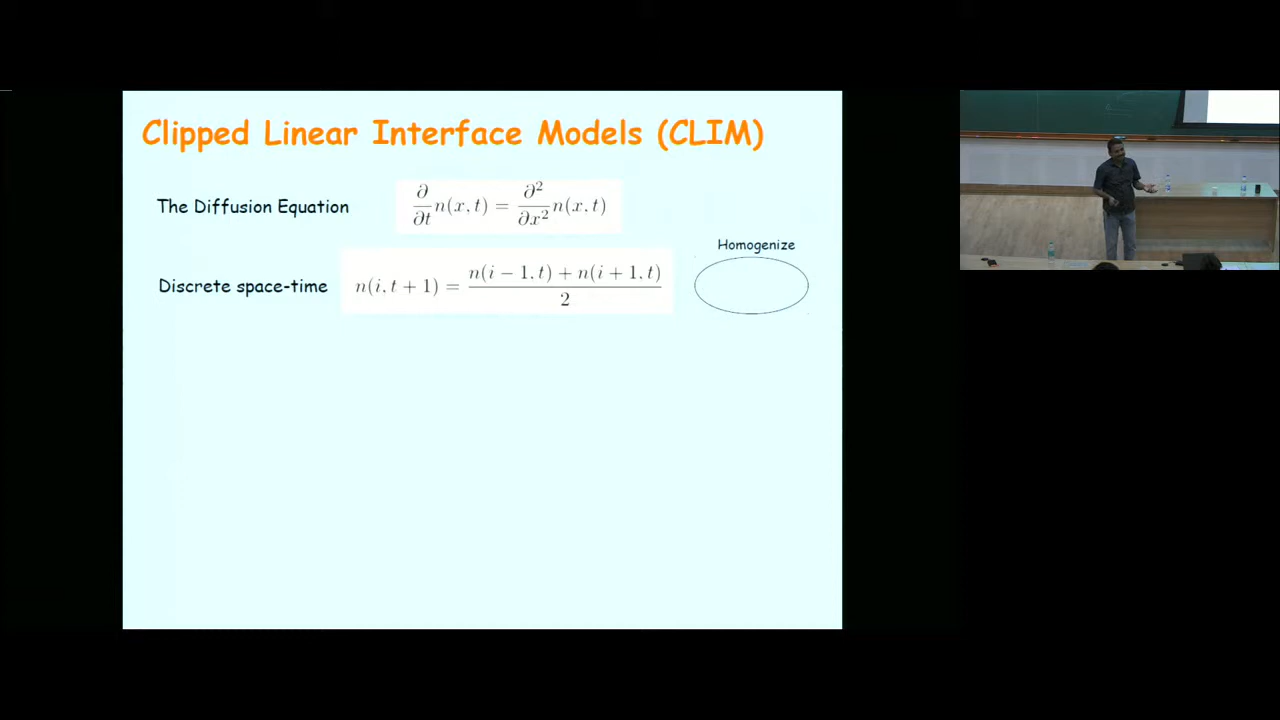 Clipped Linear Interface Models (CLIM)
The Diffusion Equation ∂/∂t n(x, t) = ∂²/∂x² n(x, t)
Homogenize
Discrete space-time n(i, t + 1) = (n(i − 1, t) + n(i + 1, t))/2